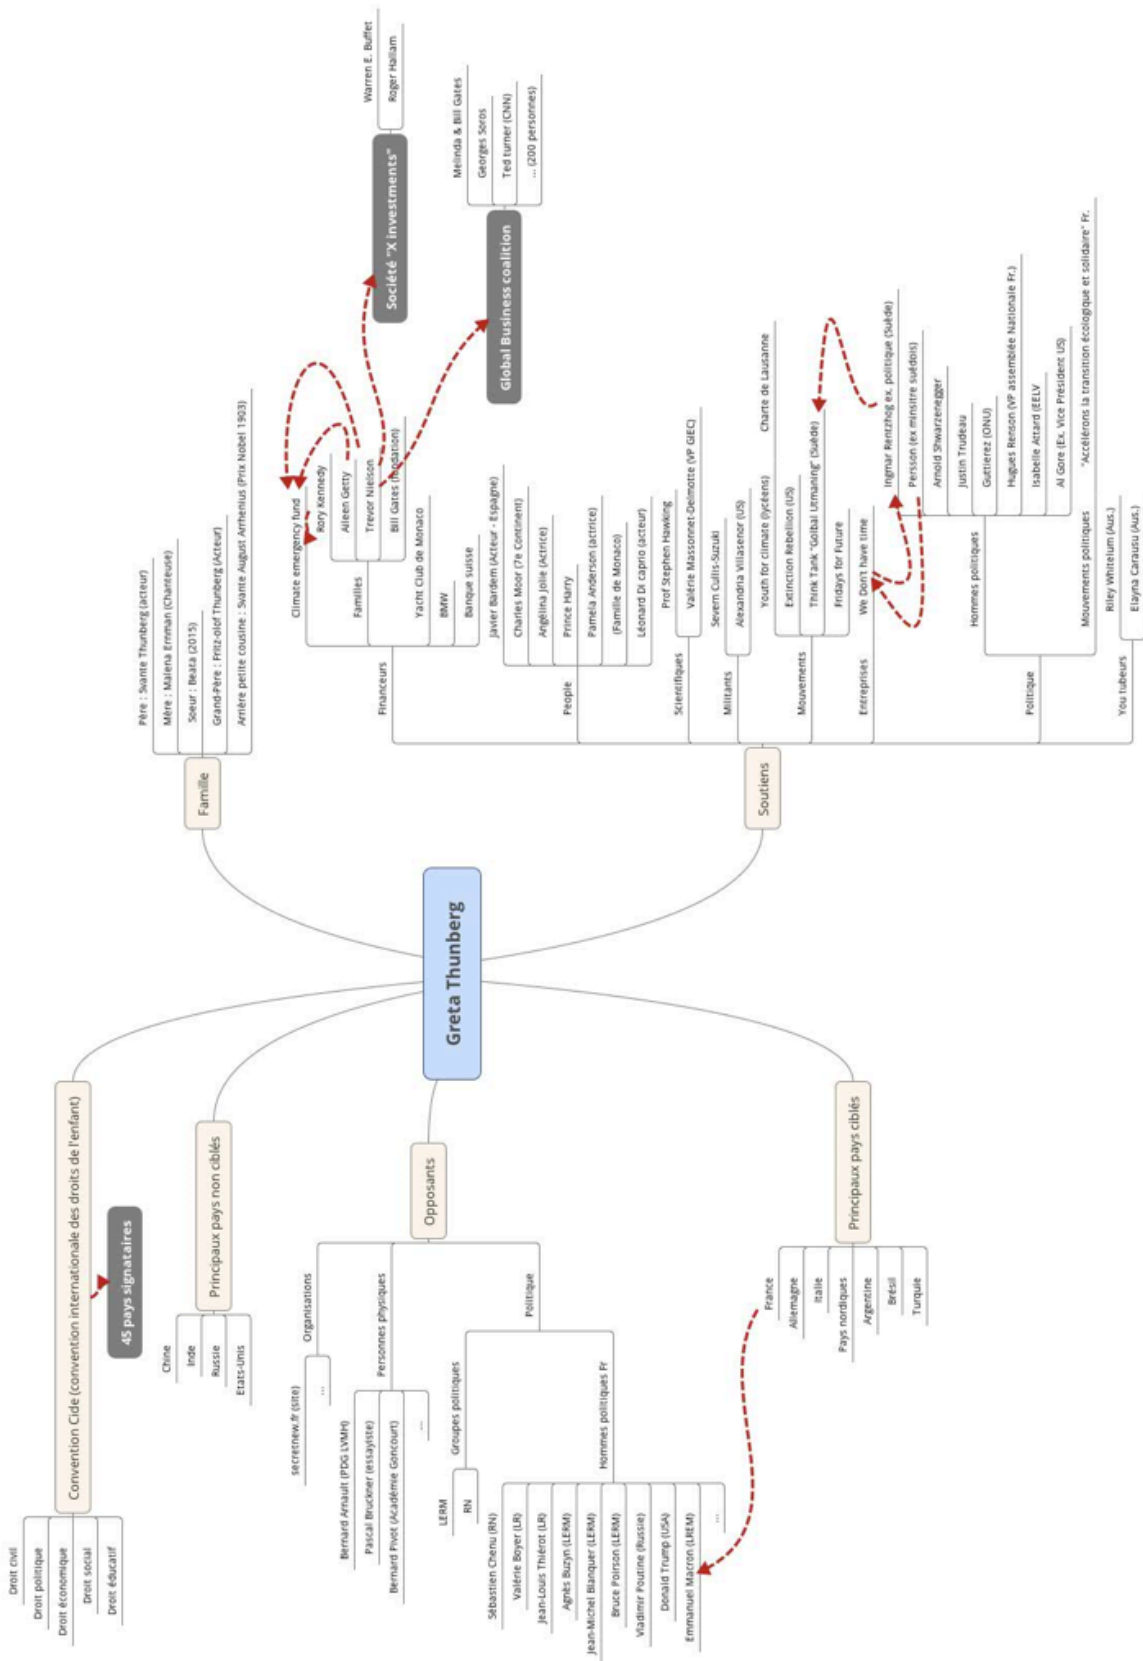 Greta Thunberg
Convention Cide (convention internationale des droits de l'enfant)
Droit civil
Droit politique
Droit économique
Droit social
Droit éducatif
45 pays signataires
Principaux pays non ciblés
Chine
Inde
Russie
Etats-Unis
Opposants
Organisations
secretnew.fr (site)
...
Personnes physiques
Bernard Arnault (PDG LVMH)
Pascal Bruckner (essayiste)
Bernard Pivot (Académie Goncourt)
...
Politique
Groupes politiques
LERM
RN
Hommes politiques Fr
Sébastien Chenu (RN)
Valérie Boyer (LR)
Jean-Louis Thiérot (LR)
Agnès Buzyn (LERM)
Jean-Michel Blanquer (LERM)
Bruce Poirson (LERM)
Vladimir Poutine (Russie)
Donald Trump (USA)
Emmanuel Macron (LREM)
...
Principaux pays ciblés
France
Allemagne
Italie
Pays nordiques
Argentine
Brésil
Turquie
Famille
Père : Svante Thunberg (acteur)
Mère : Malena Ernman (Chanteuse)
Soeur : Beata (2015)
Grand-Père : Fritz-olof Thunberg (Acteur)
Arrière petite cousine : Svante August Arrhenius (Prix Nobel 1903)
Soutiens
Financeurs
Climate emergency fund
Familles
Rory Kennedy
Aileen Getty
Trevor Nielson
Bill Gates (fondation)
Yacht Club de Monaco
BMW
Banque suisse
Société "X investments"
Warren E. Buffet
Roger Hallam
Global Business coalition
Melinda & Bill Gates
Georges Soros
Ted turner (CNN)
... (200 personnes)
People
Javier Bardem (Acteur - Espagne)
Charles Moor (7e Continent)
Angélina Jolie (Actrice)
Prince Harry
Pamela Anderson (actrice)
(Famille de Monaco)
Léonard Di caprio (acteur)
Scientifiques
Prof Stephen Hawking
Valérie Massonnet-Delmotte (VP GIEC)
Militants
Severn Cullis-Suzuki
Alexandria Villasenor (US)
Mouvements
Youth for climate (lycéens)
Charte de Lausanne
Extinction Rebellion (US)
Think Tank "Golbal Utmaning" (Suède)
Fridays for Future
Entreprises
We Don't have time
Politique
Hommes politiques
Ingmar Rentzhog ex. politique (Suède)
Persson (ex minsitre suédois)
Arnold Shwarzenegger
Justin Trudeau
Guttierez (ONU)
Hugues Renson (VP assemblée Nationale Fr.)
Isabelle Attard (EELV
Al Gore (Ex. Vice Président US)
Mouvements politiques
"Accélérons la transition écologique et solidaire" Fr.
You tubeurs
Riley Whitelum (Aus.)
Elayna Carausu (Aus.)